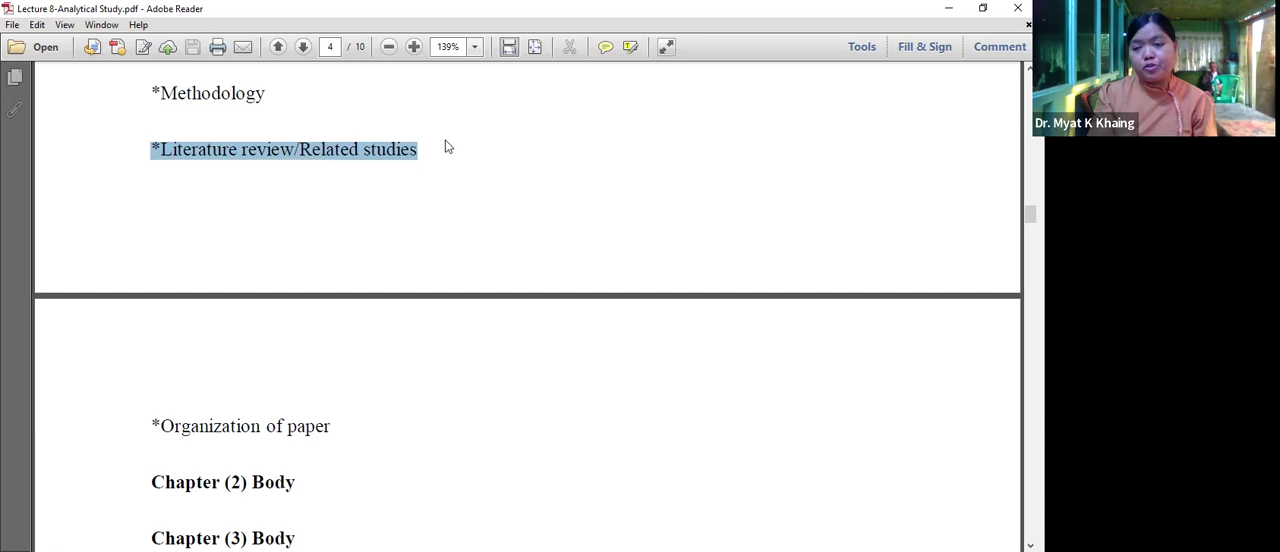 Lecture 8-Analytical Study.pdf - Adobe Reader
File Edit View Window Help
Open
4 / 10
139%
Tools Fill & Sign Comment
*Methodology
*Literature review/Related studies
*Organization of paper
Chapter (2) Body
Chapter (3) Body
Dr. Myat K Khaing